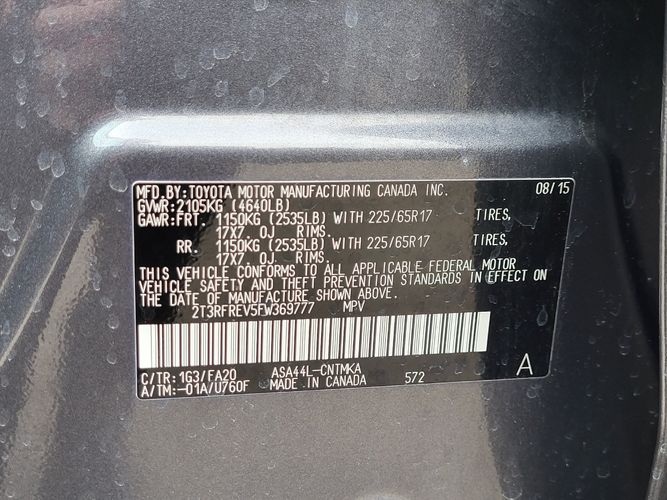 MFD.BY:TOYOTA MOTOR MANUFACTURING CANADA INC. 08/15
GVWR:2105KG (4640LB)
GAWR:FRT 1150KG (2535LB) WITH 225/65R17 TIRES,
17X7.0J RIMS.
RR. 1150KG (2535LB) WITH 225/65R17 TIRES,
17X7.0J RIMS.
THIS VEHICLE CONFORMS TO ALL APPLICABLE FEDERAL MOTOR
VEHICLE SAFETY AND THEFT PREVENTION STANDARDS IN EFFECT ON
THE DATE OF MANUFACTURE SHOWN ABOVE.
2T3RFREV5FW369777 MPV
C/TR:1G3/FA20 ASA44L-CNTMKA
A/TM:-01A/U760F MADE IN CANADA 572 A